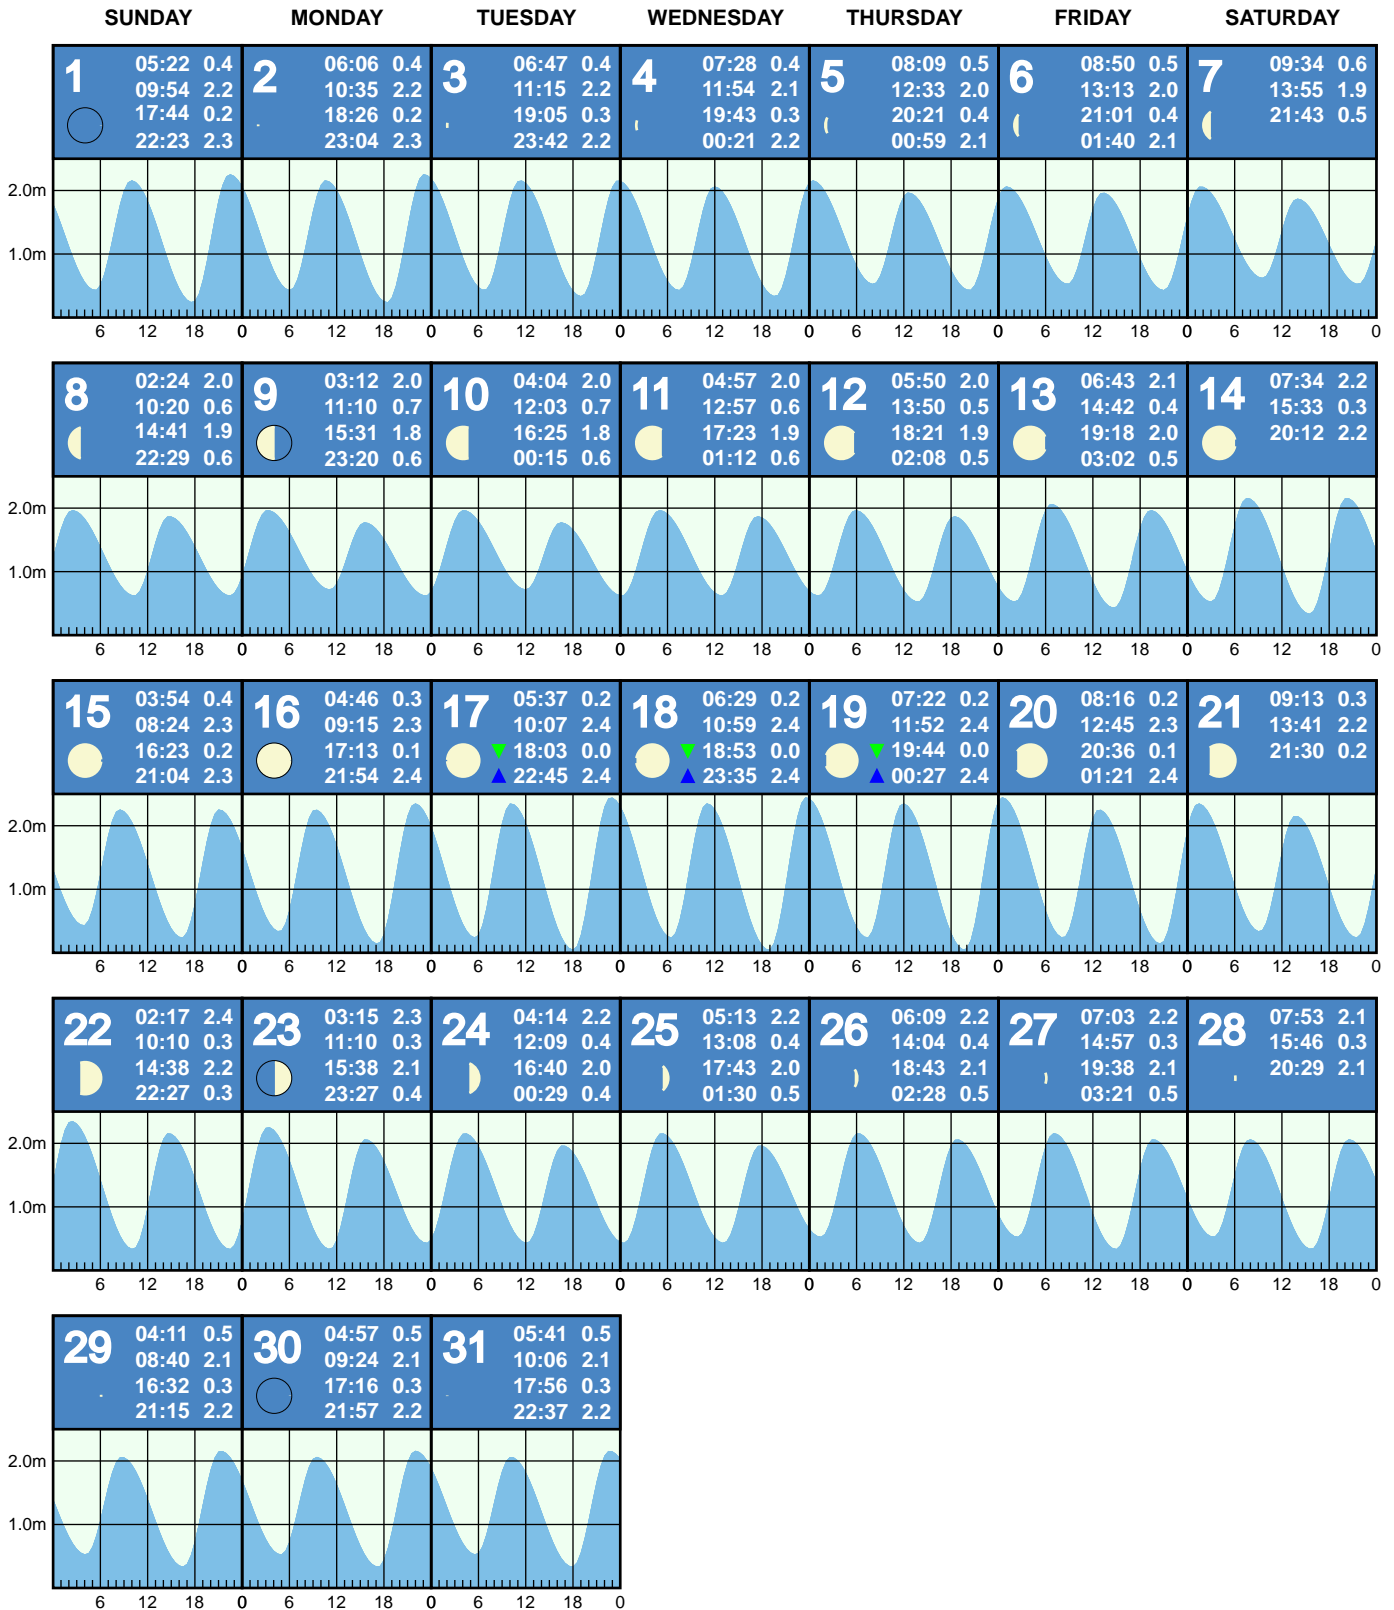 SUNDAY MONDAY TUESDAY WEDNESDAY THURSDAY FRIDAY SATURDAY
1 05:22 0.4
09:54 2.2
17:44 0.2
22:23 2.3
2 06:06 0.4
10:35 2.2
18:26 0.2
23:04 2.3
3 06:47 0.4
11:15 2.2
19:05 0.3
23:42 2.2
4 07:28 0.4
11:54 2.1
19:43 0.3
00:21 2.2
5 08:09 0.5
12:33 2.0
20:21 0.4
00:59 2.1
6 08:50 0.5
13:13 2.0
21:01 0.4
01:40 2.1
7 09:34 0.6
13:55 1.9
21:43 0.5
2.0m
1.0m
6 12 18 0 6 12 18 0 6 12 18 0 6 12 18 0 6 12 18 0 6 12 18 0 6 12 18 0
8 02:24 2.0
10:20 0.6
14:41 1.9
22:29 0.6
9 03:12 2.0
11:10 0.7
15:31 1.8
23:20 0.6
10 04:04 2.0
12:03 0.7
16:25 1.8
00:15 0.6
11 04:57 2.0
12:57 0.6
17:23 1.9
01:12 0.6
12 05:50 2.0
13:50 0.5
18:21 1.9
02:08 0.5
13 06:43 2.1
14:42 0.4
19:18 2.0
03:02 0.5
14 07:34 2.2
15:33 0.3
20:12 2.2
2.0m
1.0m
6 12 18 0 6 12 18 0 6 12 18 0 6 12 18 0 6 12 18 0 6 12 18 0 6 12 18 0
15 03:54 0.4
08:24 2.3
16:23 0.2
21:04 2.3
16 04:46 0.3
09:15 2.3
17:13 0.1
21:54 2.4
17 05:37 0.2
10:07 2.4
18:03 0.0
22:45 2.4
18 06:29 0.2
10:59 2.4
18:53 0.0
23:35 2.4
19 07:22 0.2
11:52 2.4
19:44 0.0
00:27 2.4
20 08:16 0.2
12:45 2.3
20:36 0.1
01:21 2.4
21 09:13 0.3
13:41 2.2
21:30 0.2
2.0m
1.0m
6 12 18 0 6 12 18 0 6 12 18 0 6 12 18 0 6 12 18 0 6 12 18 0 6 12 18 0
22 02:17 2.4
10:10 0.3
14:38 2.2
22:27 0.3
23 03:15 2.3
11:10 0.3
15:38 2.1
23:27 0.4
24 04:14 2.2
12:09 0.4
16:40 2.0
00:29 0.4
25 05:13 2.2
13:08 0.4
17:43 2.0
01:30 0.5
26 06:09 2.2
14:04 0.4
18:43 2.1
02:28 0.5
27 07:03 2.2
14:57 0.3
19:38 2.1
03:21 0.5
28 07:53 2.1
15:46 0.3
20:29 2.1
2.0m
1.0m
6 12 18 0 6 12 18 0 6 12 18 0 6 12 18 0 6 12 18 0 6 12 18 0 6 12 18 0
29 04:11 0.5
08:40 2.1
16:32 0.3
21:15 2.2
30 04:57 0.5
09:24 2.1
17:16 0.3
21:57 2.2
31 05:41 0.5
10:06 2.1
17:56 0.3
22:37 2.2
2.0m
1.0m
6 12 18 0 6 12 18 0 6 12 18 0